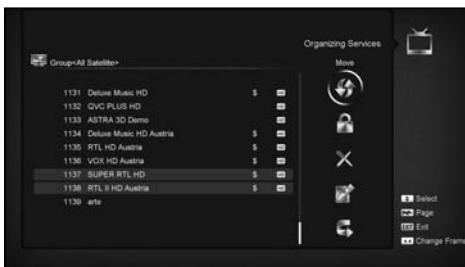 Organizing Services
Group<All Satellite>
Move
1131 Deluxe Music HD $
1132 QVC PLUS HD
1133 ASTRA 3D Demo
1134 Deluxe Music HD Austria $
1135 RTL HD Austria $
1136 VOX HD Austria $
1137 SUPER RTL HD $
1138 RTL II HD Austria $
1139 arte
Select
Page
EXIT Exit
Change Frame